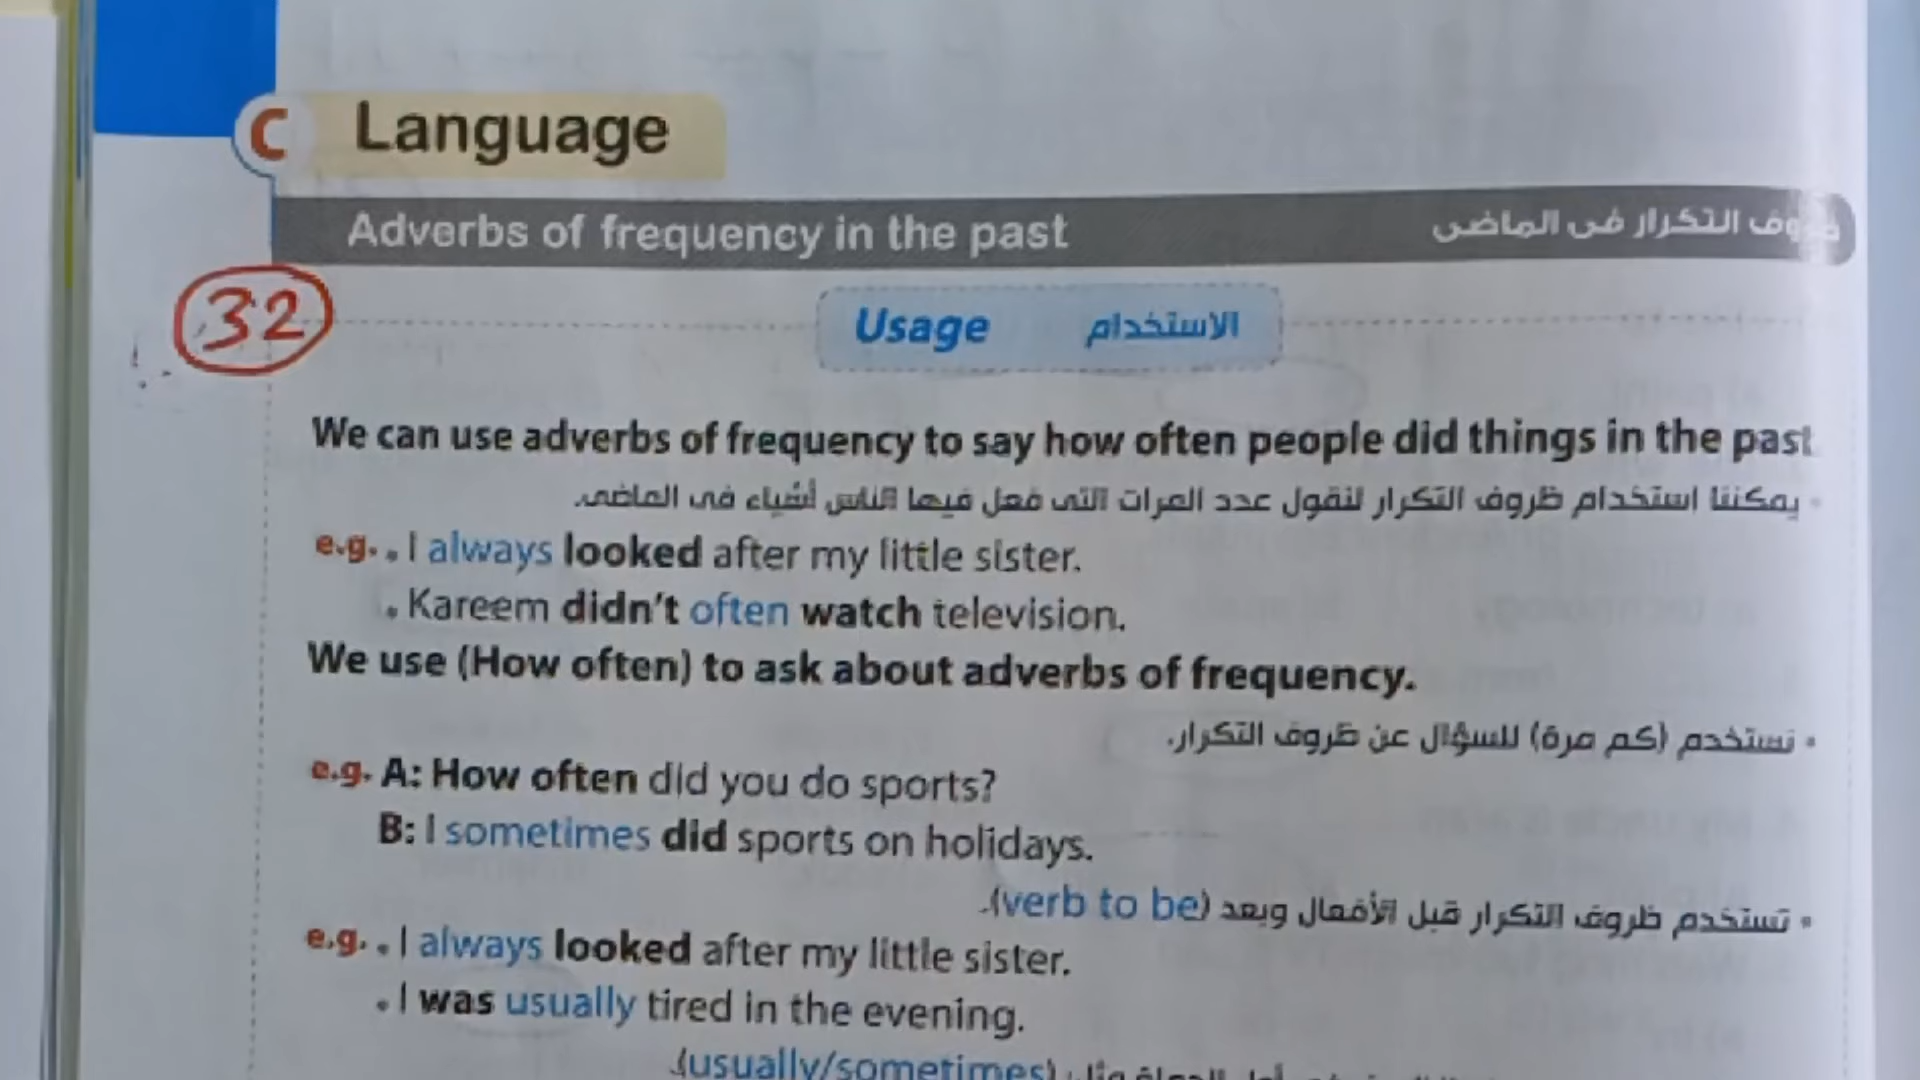 C Language
Adverbs of frequency in the past ظروف التكرار فى الماضى
32
Usage الاستخدام
We can use adverbs of frequency to say how often people did things in the past
• يمكننا استخدام ظروف التكرار لنقول عدد المرات التى فعل فيها الناس أشياء فى الماضى.
e.g. • I always looked after my little sister.
• Kareem didn't often watch television.
We use (How often) to ask about adverbs of frequency.
• نستخدم (كم مرة) للسؤال عن ظروف التكرار.
e.g. A: How often did you do sports?
B: I sometimes did sports on holidays.
• تستخدم ظروف التكرار قبل الأفعال وبعد (verb to be).
e.g. • I always looked after my little sister.
• I was usually tired in the evening.
(usually/sometimes).